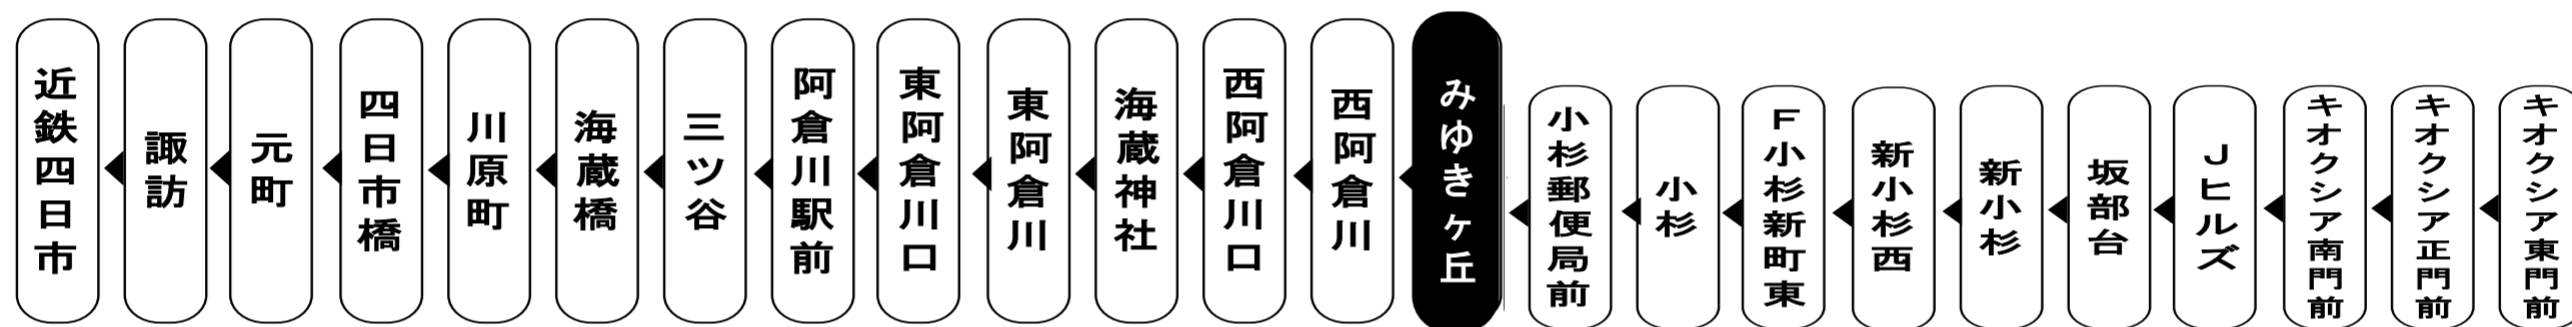 近鉄四日市
諏訪
元町
四日市橋
川原町
海蔵橋
三ツ谷
阿倉川駅前
東阿倉川口
東阿倉川
海蔵神社
西阿倉川口
西阿倉川
みゆきヶ丘
小杉郵便局前
小杉
F小杉新町東
新小杉西
新小杉
坂部台
Jヒルズ
キオクシア南門前
キオクシア正門前
キオクシア東門前